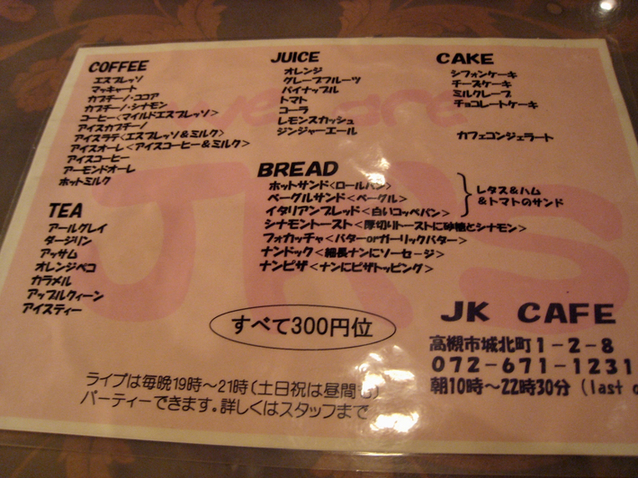 COFFEE
エスプレッソ
マッキャート
カプチーノ・ココア
カプチーノ・シナモン
コーヒー<マイルドエスプレッソ>
アイスカプチーノ
アイスラテ<エスプレッソ&ミルク>
アイスオーレ<アイスコーヒー&ミルク>
アイスコーヒー
アーモンドオーレ
ホットミルク
TEA
アールグレイ
ダージリン
アッサム
オレンジペコ
カラメル
アップルクィーン
アイスティー
JUICE
オレンジ
グレープフルーツ
パイナップル
トマト
コーラ
レモンスカッシュ
ジンジャーエール
CAKE
シフォンケーキ
チーズケーキ
ミルクレープ
チョコレートケーキ
カフェコンジェラート
BREAD
ホットサンド<ロールパン>
ベーグルサンド<ベーグル>
イタリアンブレッド<白いコッペパン>
レタス&ハム
&トマトのサンド
シナモントースト<厚切りトーストに砂糖とシナモン>
フォカッチャ<バターorガーリックバター>
ナンドック<細長ナンにソーセージ>
ナンピザ<ナンにピザトッピング>
すべて300円位
JK CAFE
高槻市城北町1-2-8
072-671-1231
朝10時~22時30分 (last
ライブは毎晩19時~21時(土日祝は昼間も)
パーティーできます。詳しくはスタッフまで
We are
JK's